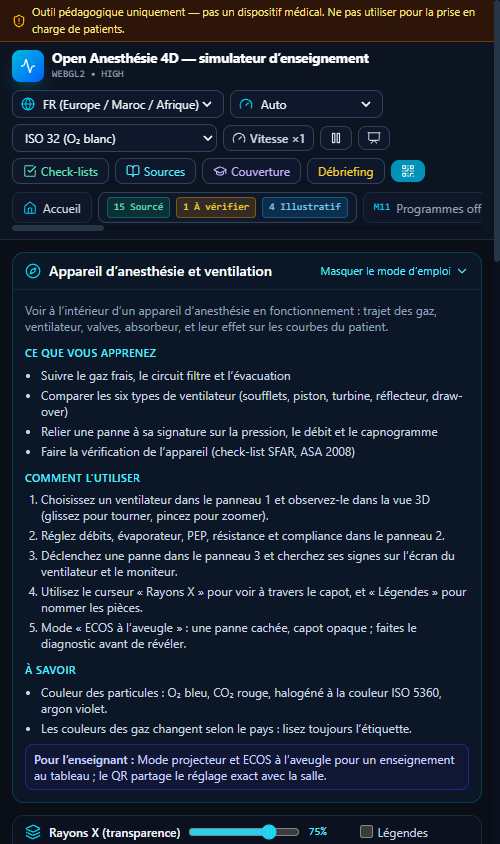 Outil pédagogique uniquement — pas un dispositif médical. Ne pas utiliser pour la prise en
charge de patients.
Open Anesthésie 4D — simulateur d’enseignement
WEBGL2 • HIGH
FR (Europe / Maroc / Afrique)
Auto
ISO 32 (O₂ blanc)
Vitesse ×1
Check-lists
Sources
Couverture
Débriefing
Accueil
15 Sourcé
1 À vérifier
4 Illustratif
M11 Programmes off
Appareil d’anesthésie et ventilation
Masquer le mode d’emploi
Voir à l’intérieur d’un appareil d’anesthésie en fonctionnement : trajet des gaz,
ventilateur, valves, absorbeur, et leur effet sur les courbes du patient.
CE QUE VOUS APPRENEZ
• Suivre le gaz frais, le circuit filtre et l’évacuation
• Comparer les six types de ventilateur (soufflets, piston, turbine, réflecteur, draw-
over)
• Relier une panne à sa signature sur la pression, le débit et le capnogramme
• Faire la vérification de l’appareil (check-list SFAR, ASA 2008)
COMMENT L’UTILISER
1. Choisissez un ventilateur dans le panneau 1 et observez-le dans la vue 3D
(glissez pour tourner, pincez pour zoomer).
2. Réglez débits, évaporateur, PEP, résistance et compliance dans le panneau 2.
3. Déclenchez une panne dans le panneau 3 et cherchez ses signes sur l’écran du
ventilateur et le moniteur.
4. Utilisez le curseur « Rayons X » pour voir à travers le capot, et « Légendes » pour
nommer les pièces.
5. Mode « ECOS à l’aveugle » : une panne cachée, capot opaque ; faites le
diagnostic avant de révéler.
À SAVOIR
• Couleur des particules : O₂ bleu, CO₂ rouge, halogéné à la couleur ISO 5360,
argon violet.
• Les couleurs des gaz changent selon le pays : lisez toujours l’étiquette.
Pour l’enseignant : Mode projecteur et ECOS à l’aveugle pour un enseignement
au tableau ; le QR partage le réglage exact avec la salle.
Rayons X (transparence)
75%
Légendes